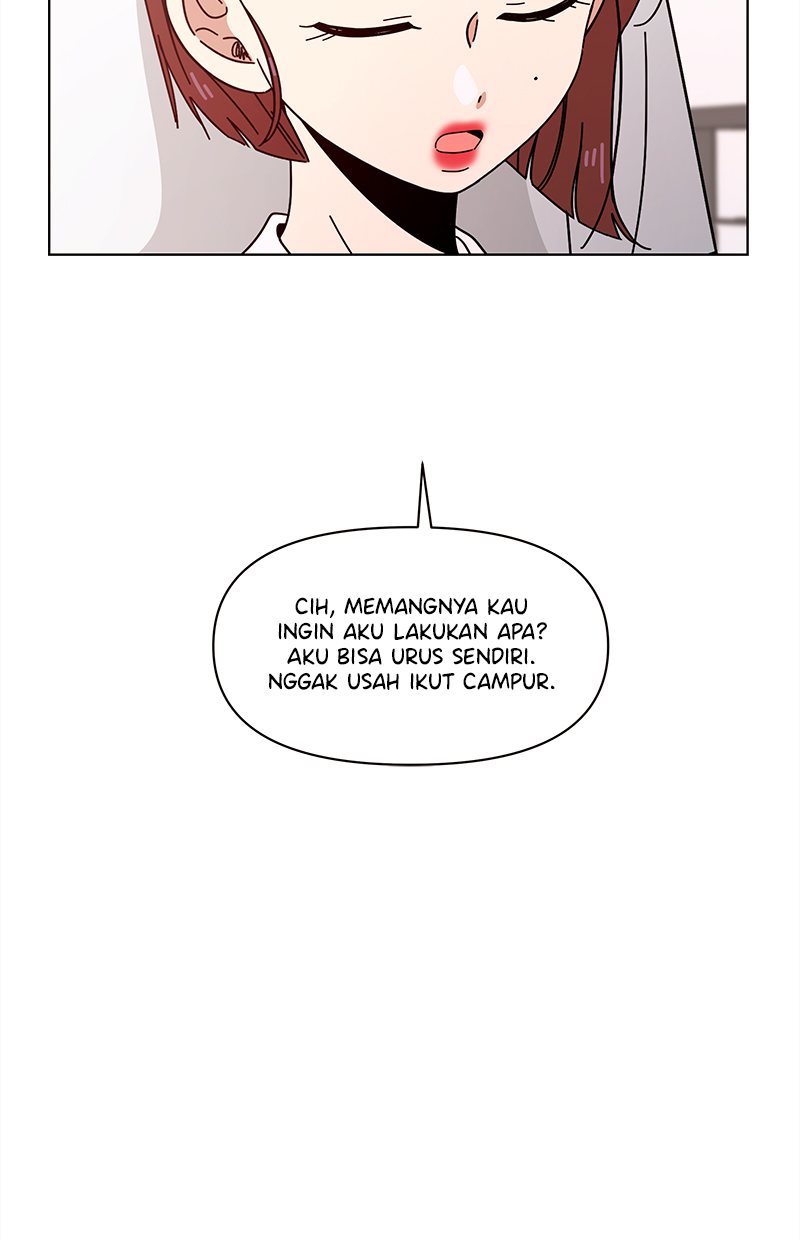 CIH, MEMANGNYA KAU
INGIN AKU LAKUKAN APA?
AKU BISA URUS SENDIRI.
NGGAK USAH IKUT CAMPUR.